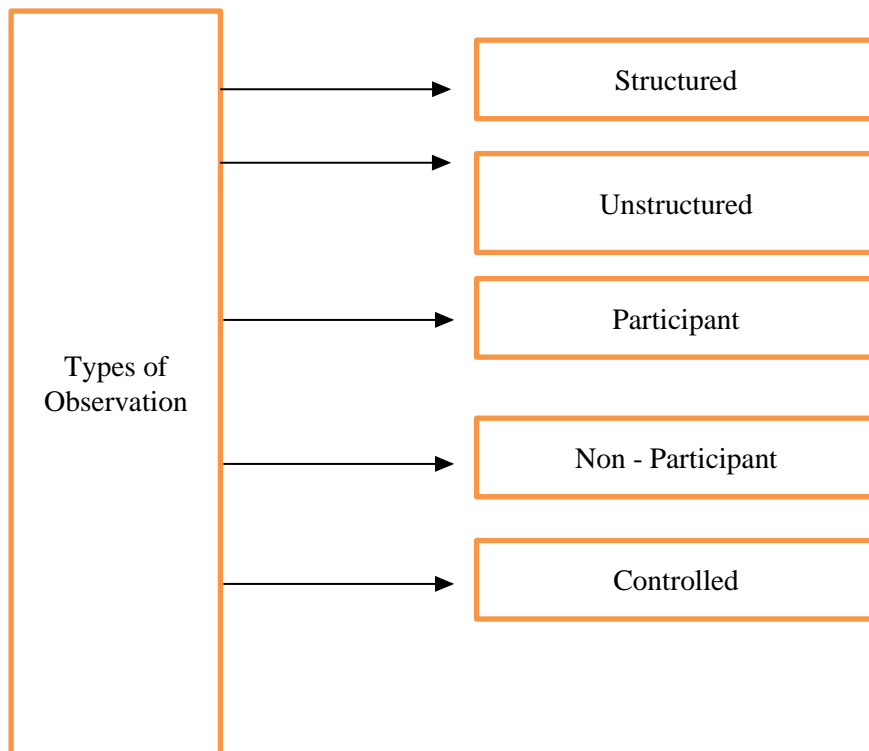 Types of
Observation
Structured
Unstructured
Participant
Non - Participant
Controlled